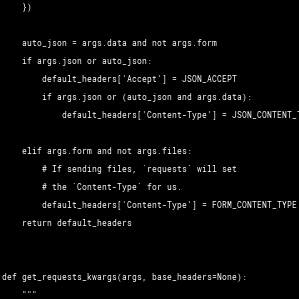 })
auto_json = args.data and not args.form
if args.json or auto_json:
default_headers['Accept'] = JSON_ACCEPT
if args.json or (auto_json and args.data):
default_headers['Content-Type'] = JSON_CONTENT_T
elif args.form and not args.files:
# If sending files, `requests` will set
# the `Content-Type` for us.
default_headers['Content-Type'] = FORM_CONTENT_TYPE
return default_headers
def get_requests_kwargs(args, base_headers=None):
"""